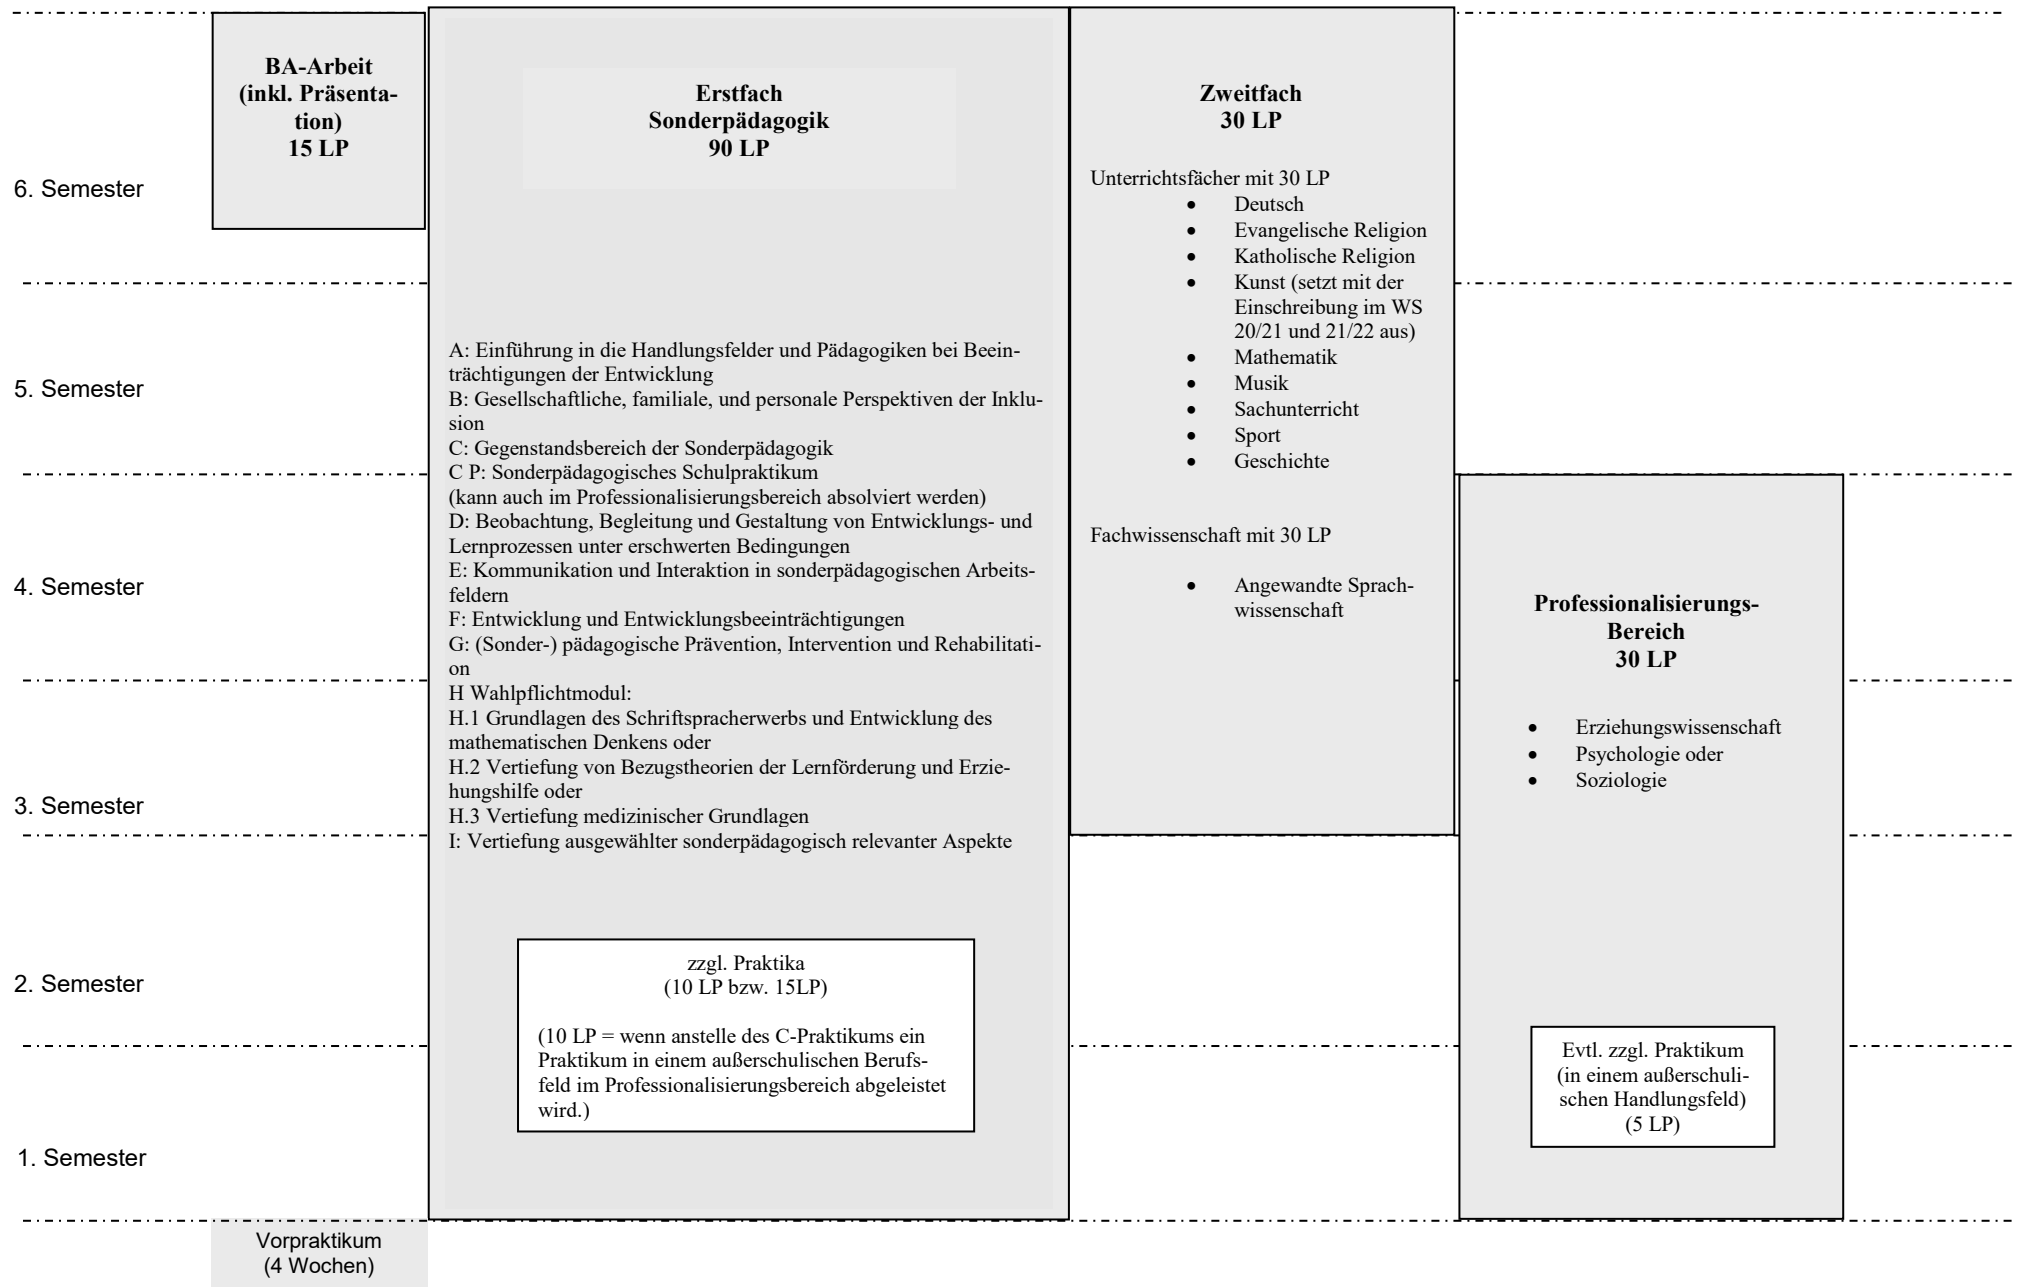 BA-Arbeit
(inkl. Präsenta-
tion)
15 LP
Erstfach
Sonderpädagogik
90 LP
Zweitfach
30 LP
6. Semester
Unterrichtsfächer mit 30 LP
• Deutsch
• Evangelische Religion
• Katholische Religion
• Kunst (setzt mit der
Einschreibung im WS
20/21 und 21/22 aus)
• Mathematik
• Musik
• Sachunterricht
• Sport
• Geschichte
Fachwissenschaft mit 30 LP
• Angewandte Sprach-
wissenschaft
5. Semester
A: Einführung in die Handlungsfelder und Pädagogiken bei Beein-
trächtigungen der Entwicklung
B: Gesellschaftliche, familiale, und personale Perspektiven der Inklu-
sion
C: Gegenstandsbereich der Sonderpädagogik
C P: Sonderpädagogisches Schulpraktikum
(kann auch im Professionalisierungsbereich absolviert werden)
D: Beobachtung, Begleitung und Gestaltung von Entwicklungs- und
Lernprozessen unter erschwerten Bedingungen
E: Kommunikation und Interaktion in sonderpädagogischen Arbeits-
feldern
F: Entwicklung und Entwicklungsbeeinträchtigungen
G: (Sonder-) pädagogische Prävention, Intervention und Rehabilitati-
on
H Wahlpflichtmodul:
H.1 Grundlagen des Schriftspracherwerbs und Entwicklung des
mathematischen Denkens oder
H.2 Vertiefung von Bezugstheorien der Lernförderung und Erzie-
hungshilfe oder
H.3 Vertiefung medizinischer Grundlagen
I: Vertiefung ausgewählter sonderpädagogisch relevanter Aspekte
4. Semester
Professionalisierungs-
Bereich
30 LP
• Erziehungswissenschaft
• Psychologie oder
• Soziologie
3. Semester
2. Semester
zzgl. Praktika
(10 LP bzw. 15LP)
(10 LP = wenn anstelle des C-Praktikums ein
Praktikum in einem außerschulischen Berufs-
feld im Professionalisierungsbereich abgeleistet
wird.)
Evtl. zzgl. Praktikum
(in einem außerschuli-
schen Handlungsfeld)
(5 LP)
1. Semester
Vorpraktikum
(4 Wochen)